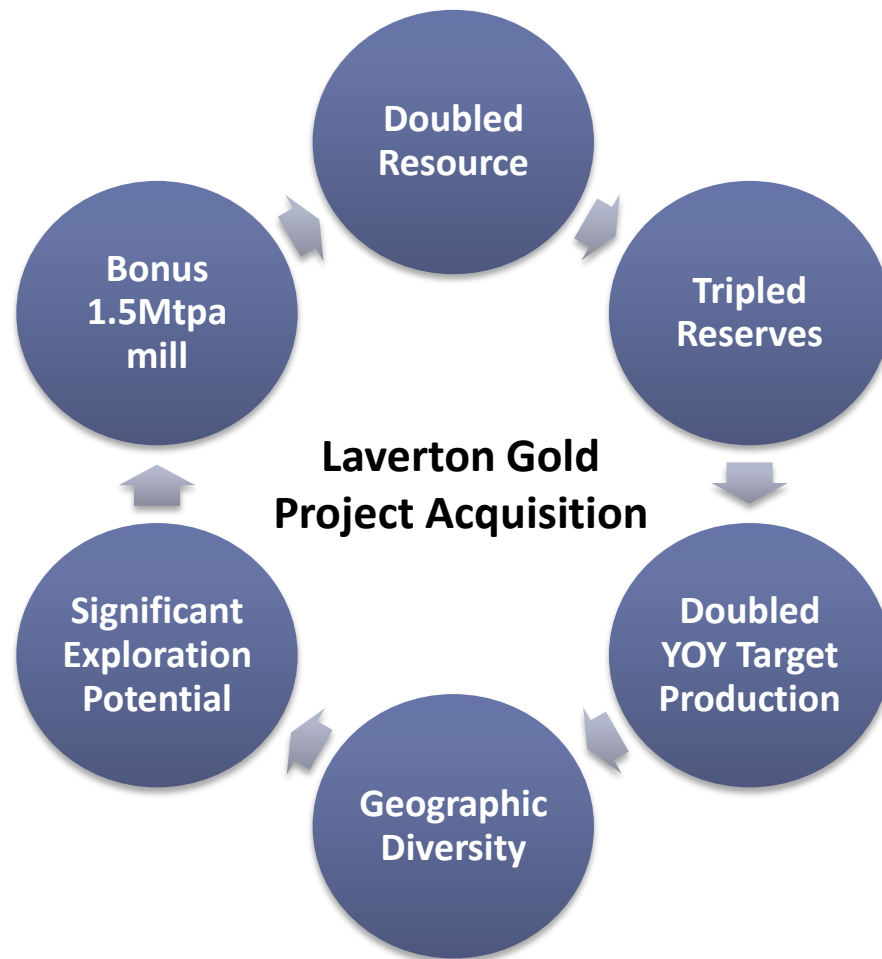 Doubled
Resource
Tripled
Reserves
Doubled
YOY Target
Production
Geographic
Diversity
Significant
Exploration
Potential
Bonus
1.5Mtpa
mill
Laverton Gold
Project Acquisition